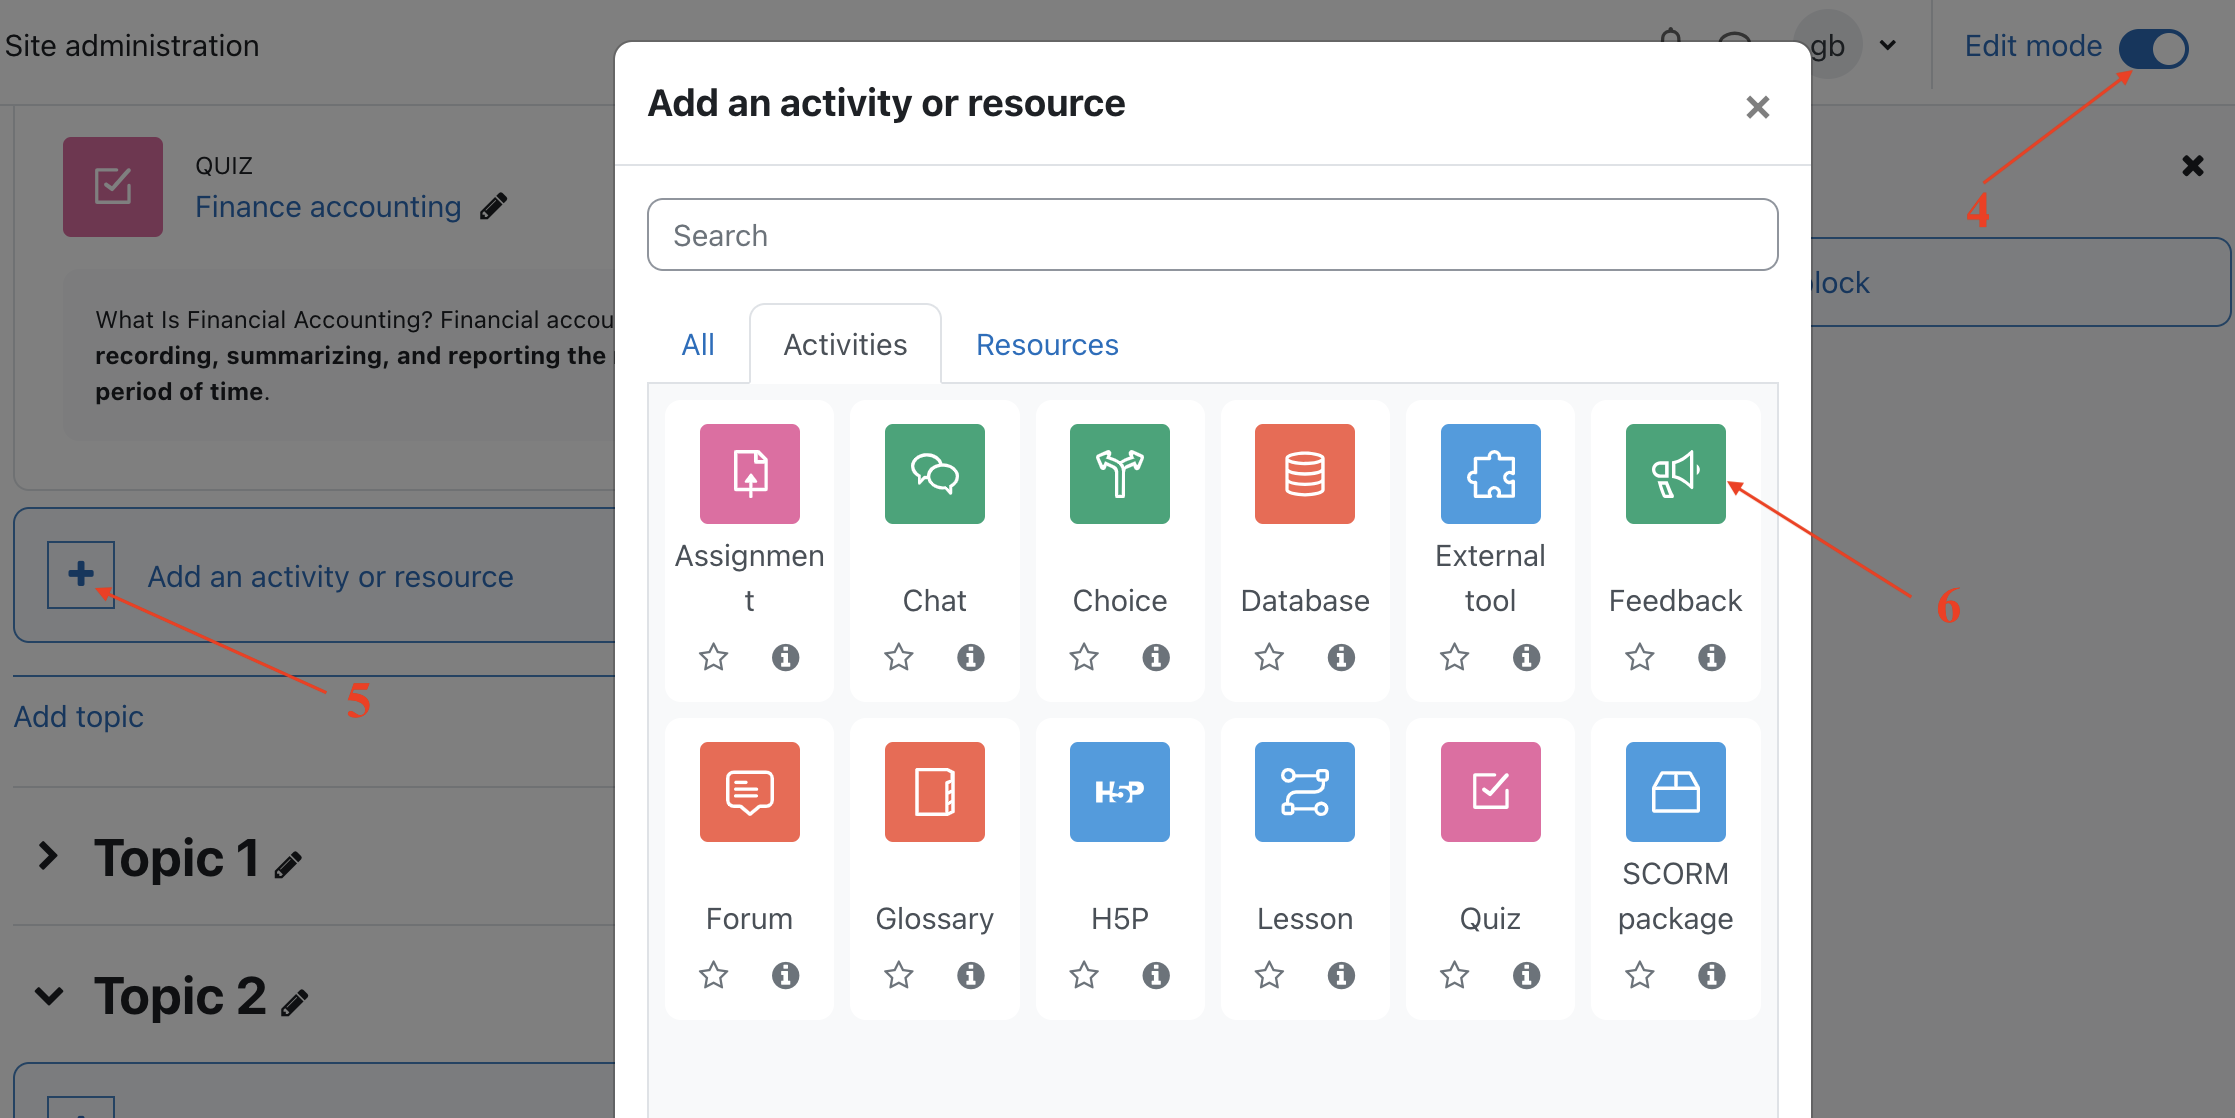 Site administration
gb
Edit mode
4
Add an activity or resource
QUIZ
Finance accounting
Search
What Is Financial Accounting? Financial accou
recording, summarizing, and reporting the
period of time.
lock
All
Activities
Resources
Assignmen
t
Chat
Choice
Database
External
tool
Feedback
6
Add an activity or resource
5
Add topic
H5P
Forum
Glossary
H5P
Lesson
Quiz
SCORM
package
Topic 1
Topic 2